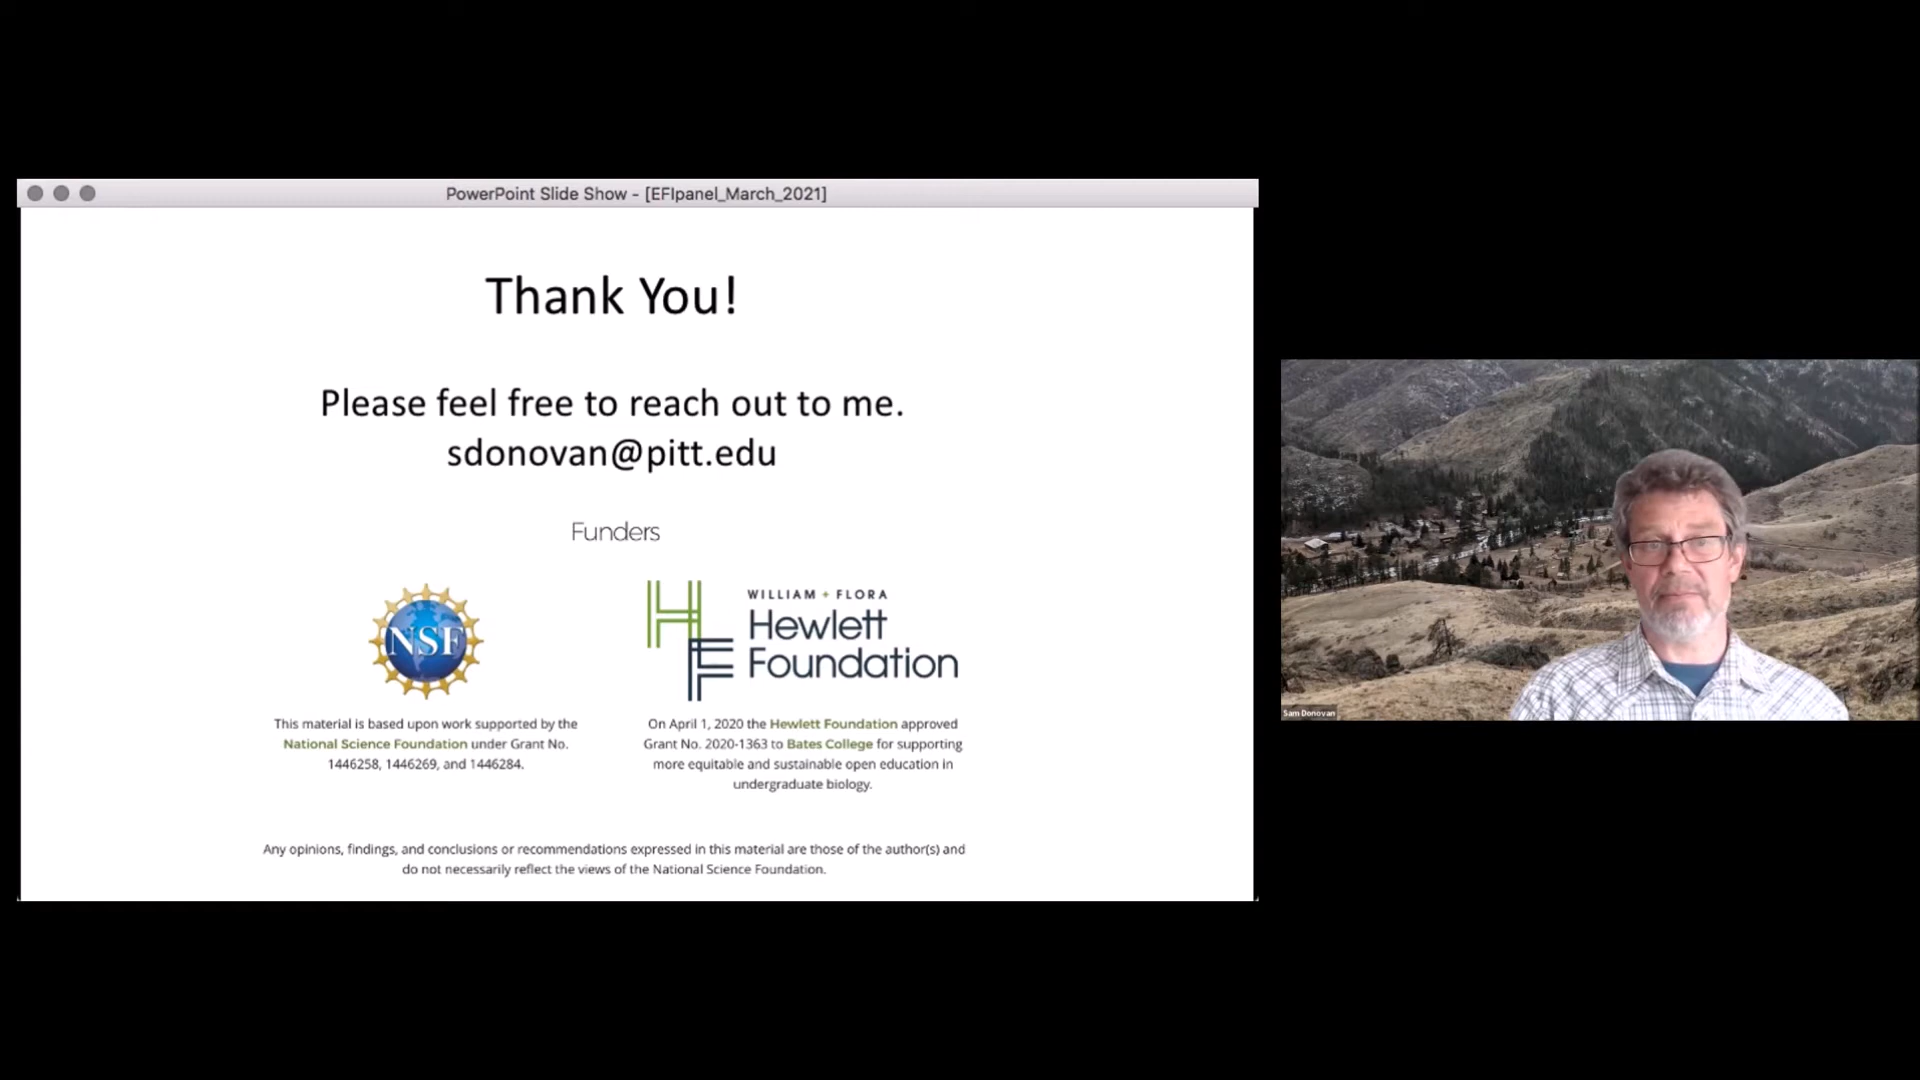 PowerPoint Slide Show - [EFIpanel_March_2021]
Thank You!
Please feel free to reach out to me.
sdonovan@pitt.edu
Funders
NSF
WILLIAM + FLORA
Hewlett
Foundation
This material is based upon work supported by the
National Science Foundation under Grant No.
1446258, 1446269, and 1446284.
On April 1, 2020 the Hewlett Foundation approved
Grant No. 2020-1363 to Bates College for supporting
more equitable and sustainable open education in
undergraduate biology.
Any opinions, findings, and conclusions or recommendations expressed in this material are those of the author(s) and
do not necessarily reflect the views of the National Science Foundation.
Sam Donovan